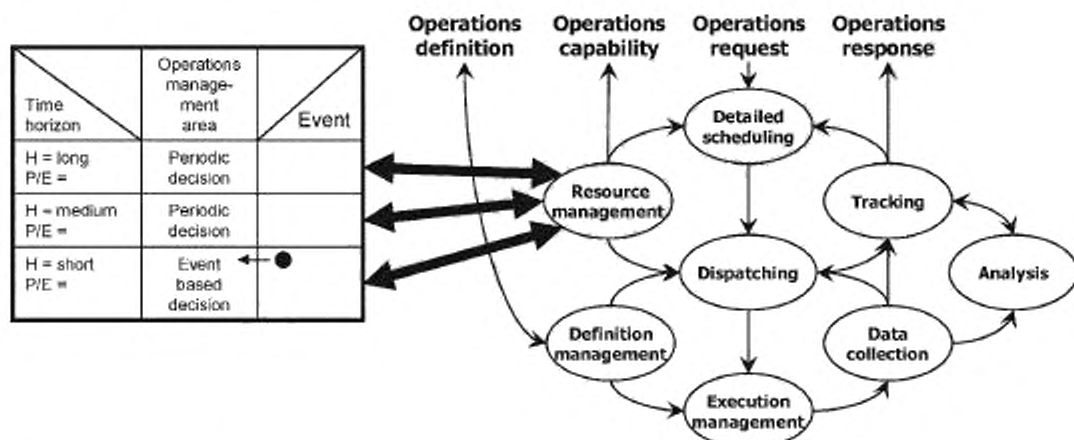 Operations
definition
Operations
capability
Operations
request
Operations
response
Time
horizon
Operations
manage-
ment
area
Event
H = long
P/E =
Periodic
decision
H = medium
P/E =
Periodic
decision
H = short
P/E =
Event
based
decision
Detailed
scheduling
Resource
management
Tracking
Dispatching
Analysis
Definition
management
Data
collection
Execution
management